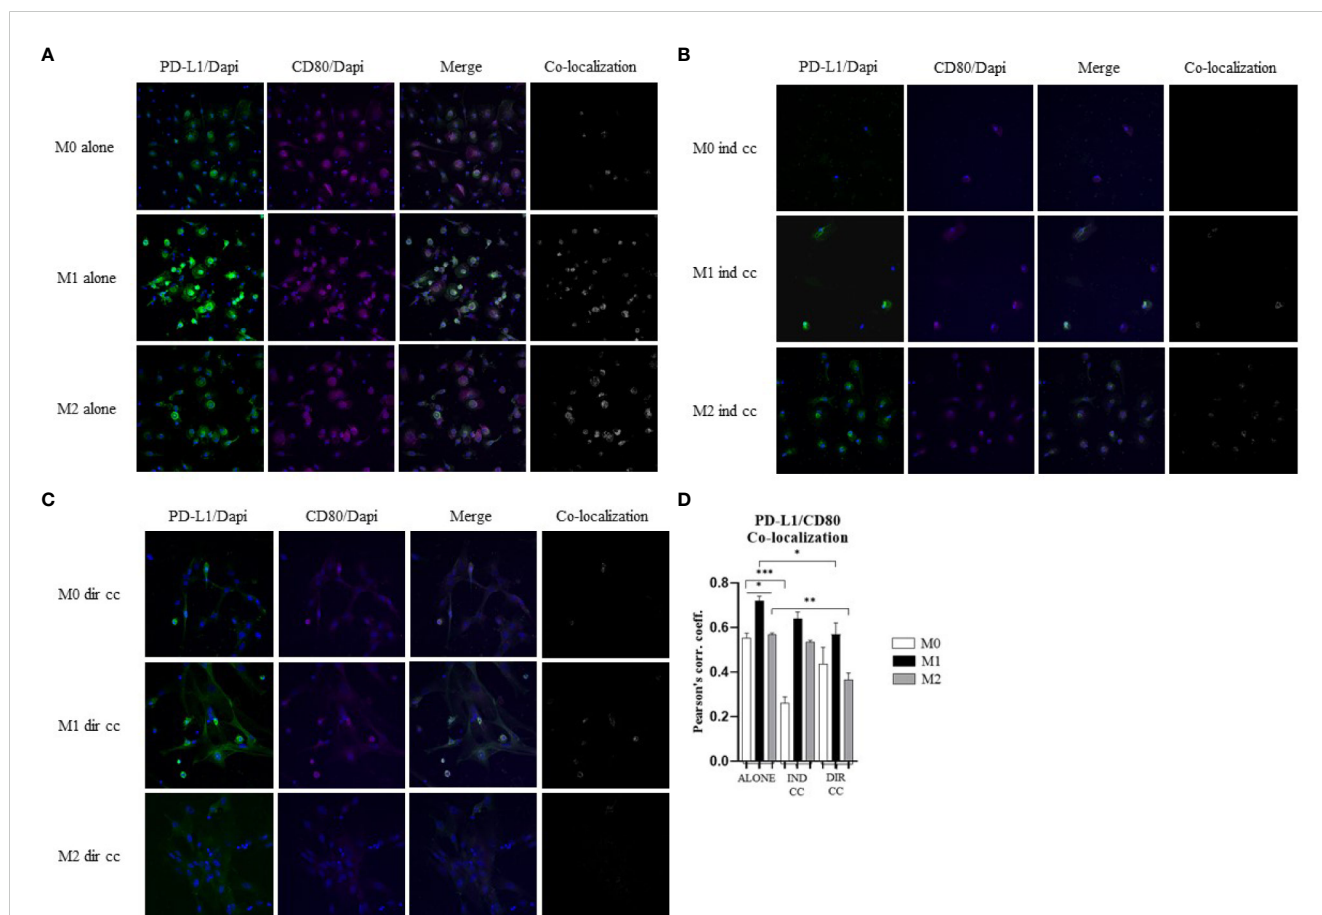 A
PD-L1/Dapi CD80/Dapi Merge Co-localization
M0 alone
M1 alone
M2 alone
B
PD-L1/Dapi CD80/Dapi Merge Co-localization
M0 ind cc
M1 ind cc
M2 ind cc
C
PD-L1/Dapi CD80/Dapi Merge Co-localization
M0 dir cc
M1 dir cc
M2 dir cc
D
PD-L1/CD80
Co-localization
*
***
*
**
0.8
0.6
0.4
0.2
0.0
Pearson's corr. coeff.
ALONE IND DIR
CC CC
M0
M1
M2